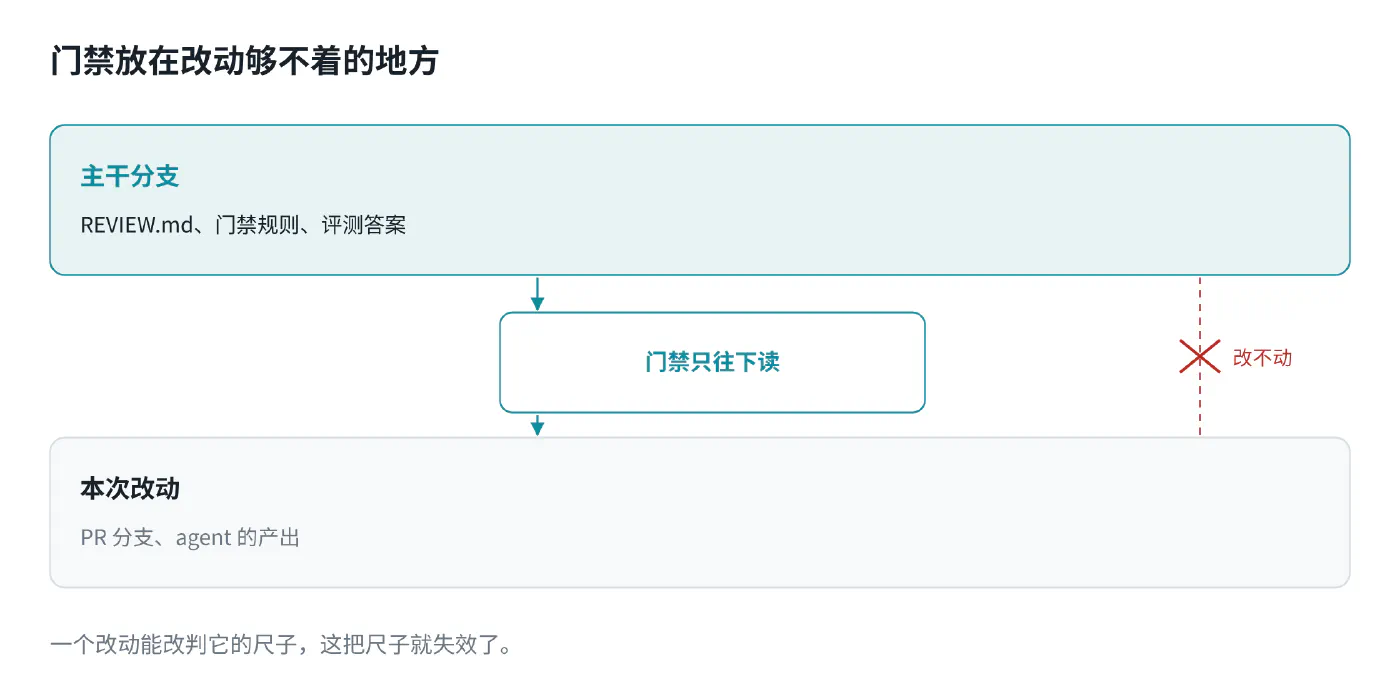 门禁放在改动够不着的地方
主干分支
REVIEW.md、门禁规则、评测答案
门禁只往下读
改不动
本次改动
PR 分支、agent 的产出
一个改动能改判它的尺子，这把尺子就失效了。